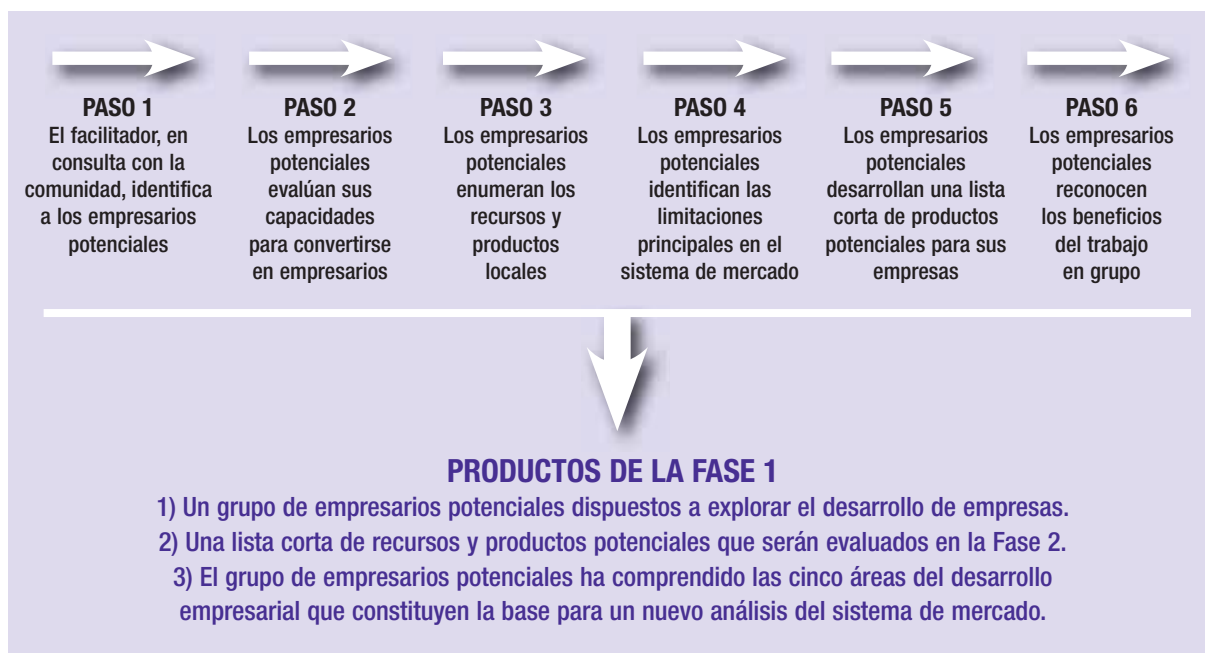 PASO 1
El facilitador, en
consulta con la
comunidad, identifica
a los empresarios
potenciales
PASO 2
Los empresarios
potenciales
evalúan sus
capacidades
para convertirse
en empresarios
PASO 3
Los empresarios
potenciales
enumeran los
recursos y
productos
locales
PASO 4
Los empresarios
potenciales
identifican las
limitaciones
principales en el
sistema de mercado
PASO 5
Los empresarios
potenciales
desarrollan una lista
corta de productos
potenciales para sus
empresas
PASO 6
Los empresarios
potenciales
reconocen
los beneficios
del trabajo
en grupo
PRODUCTOS DE LA FASE 1
1) Un grupo de empresarios potenciales dispuestos a explorar el desarrollo de empresas.
2) Una lista corta de recursos y productos potenciales que serán evaluados en la Fase 2.
3) El grupo de empresarios potenciales ha comprendido las cinco áreas del desarrollo
empresarial que constituyen la base para un nuevo análisis del sistema de mercado.